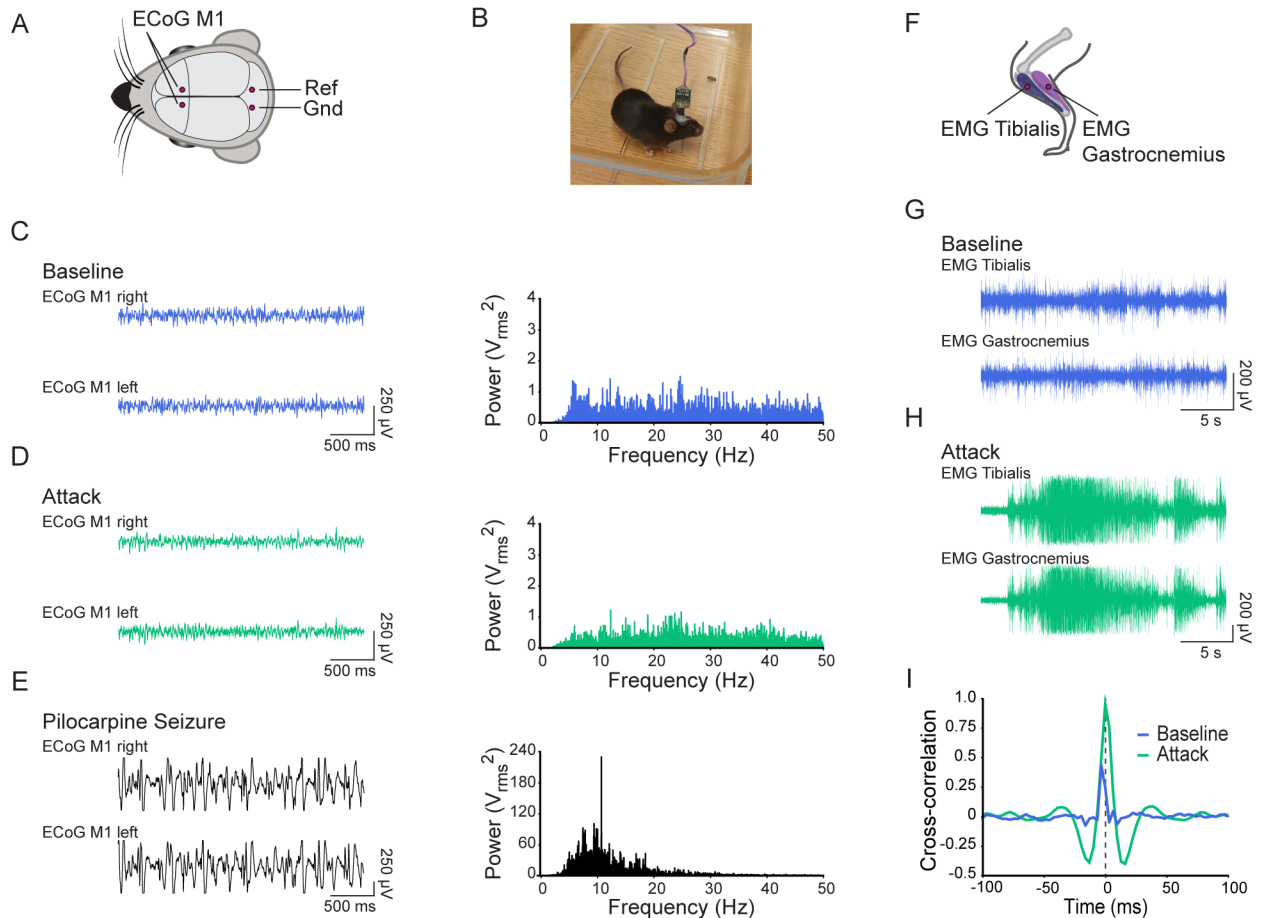 A
ECoG M1
Ref
Gnd
B
C
Baseline
ECoG M1 right
ECoG M1 left
250 µV
500 ms
Power (Vrms²)
4
3
2
1
0
0 10 20 30 40 50
Frequency (Hz)
D
Attack
ECoG M1 right
ECoG M1 left
250 µV
500 ms
Power (Vrms²)
4
3
2
1
0
0 10 20 30 40 50
Frequency (Hz)
E
Pilocarpine Seizure
ECoG M1 right
ECoG M1 left
250 µV
500 ms
Power (Vrms²)
240
180
120
60
0
0 10 20 30 40 50
Frequency (Hz)
F
EMG Tibialis
EMG
Gastrocnemius
G
Baseline
EMG Tibialis
EMG Gastrocnemius
200 µV
5 s
H
Attack
EMG Tibialis
EMG Gastrocnemius
200 µV
5 s
I
Cross-correlation
1.0
0.75
0.5
0.25
0
-0.25
-0.5
Baseline
Attack
-100 -50 0 50 100
Time (ms)